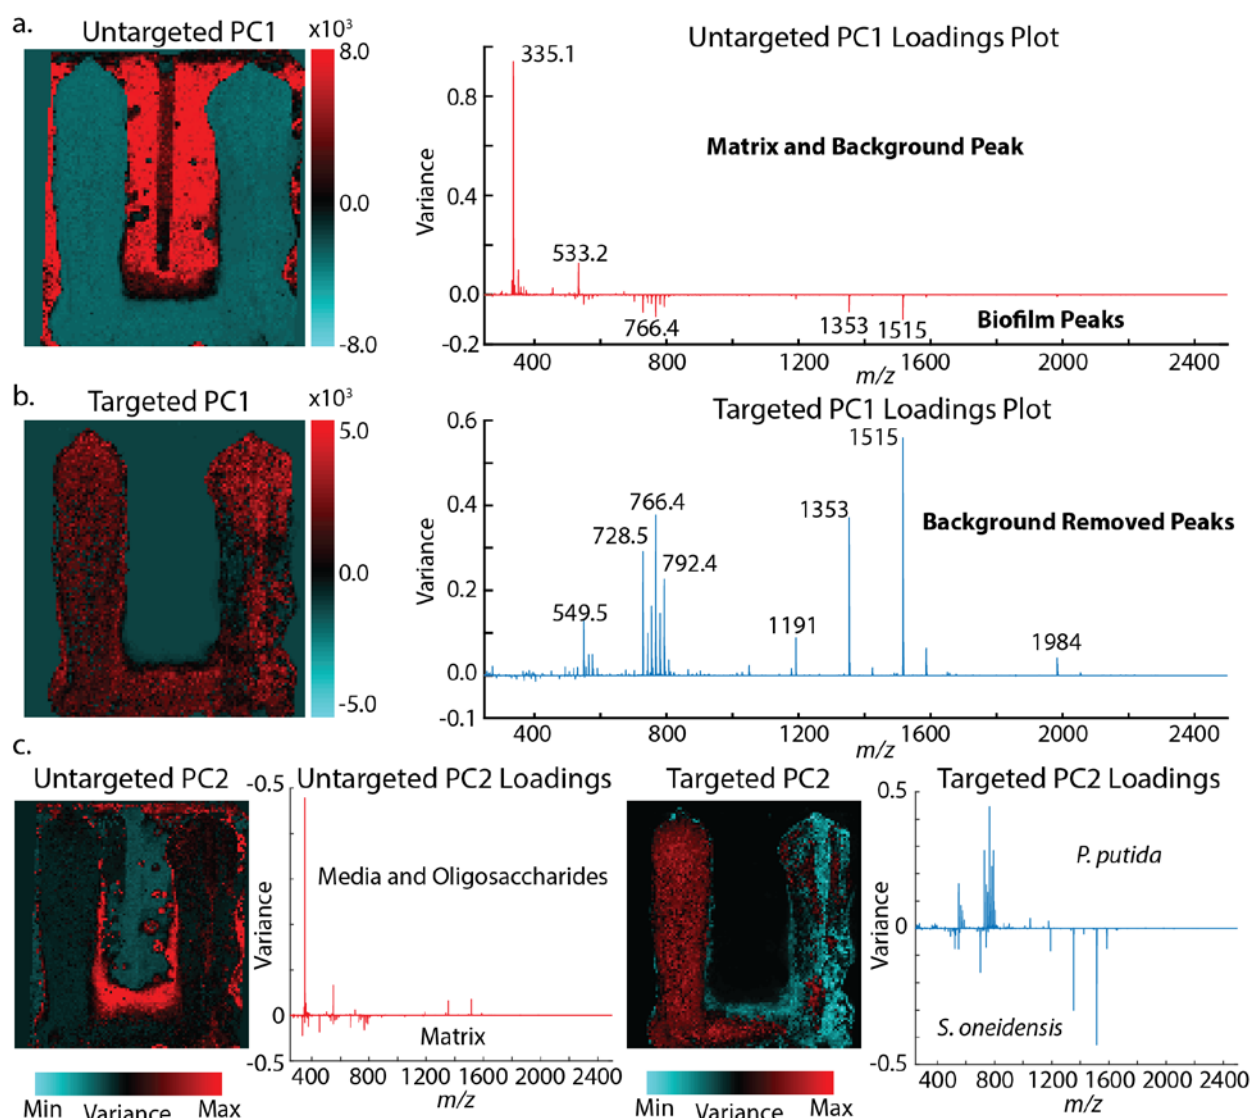 a.
Untargeted PC1
x10³
8.0
0.0
-8.0
Untargeted PC1 Loadings Plot
335.1
Matrix and Background Peak
Variance
0.8
0.4
0.0
-0.2
533.2
766.4
1353
1515
Biofilm Peaks
400
800
1200
1600
2000
2400
m/z
b.
Targeted PC1
x10³
5.0
0.0
-5.0
Targeted PC1 Loadings Plot
0.6
0.4
0.2
0.0
-0.1
Variance
1515
766.4
1353
728.5
Background Removed Peaks
792.4
549.5
1191
1984
400
800
1200
1600
2000
2400
m/z
c.
Untargeted PC2
Min
Variance
Max
Untargeted PC2 Loadings
-0.5
0
-0.5
Variance
Media and Oligosaccharides
Matrix
400 800 1200 1600 2000 2400
m/z
Targeted PC2
Min
Variance
Max
Targeted PC2 Loadings
0.5
0
-0.5
Variance
P. putida
S. oneidensis
400 800 1200 1600 2000 2400
m/z